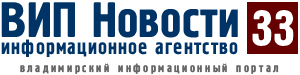 ВИП Новости 33
информационное агентство
владимирский информационный портал